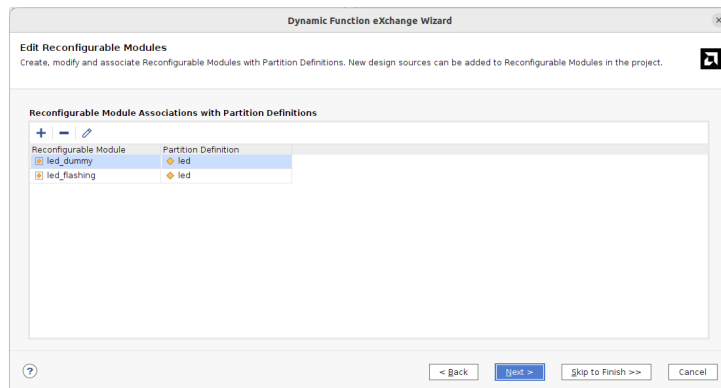 Dynamic Function eXchange Wizard
Edit Reconfigurable Modules
Create, modify and associate Reconfigurable Modules with Partition Definitions. New design sources can be added to Reconfigurable Modules in the project.
Reconfigurable Module Associations with Partition Definitions
Reconfigurable Module Partition Definition
led_dummy led
led_flashing led
? < Back Next > Skip to Finish >> Cancel